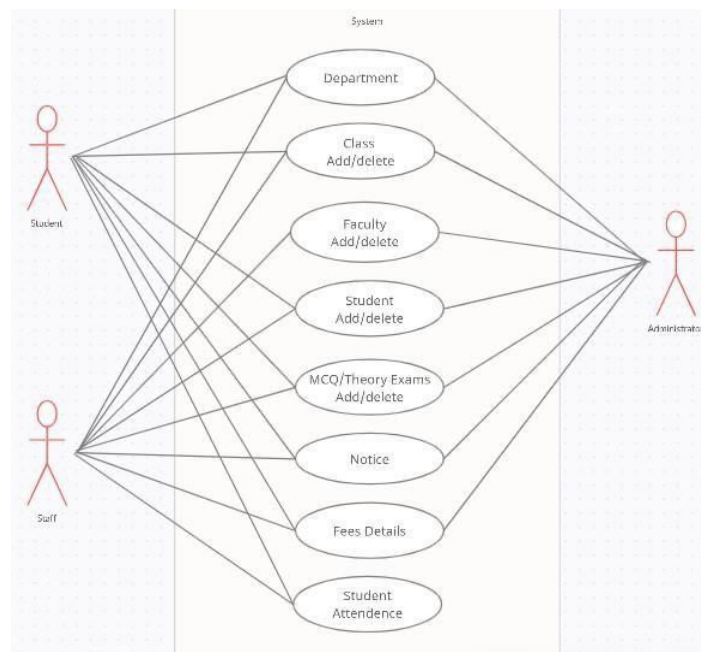 System
Department
Class
Add/delete
Student
Faculty
Add/delete
Student
Add/delete
Administrato
MCQ/Theory Exams
Add/delete
Notice
Staff
Fees Details
Student
Attendence